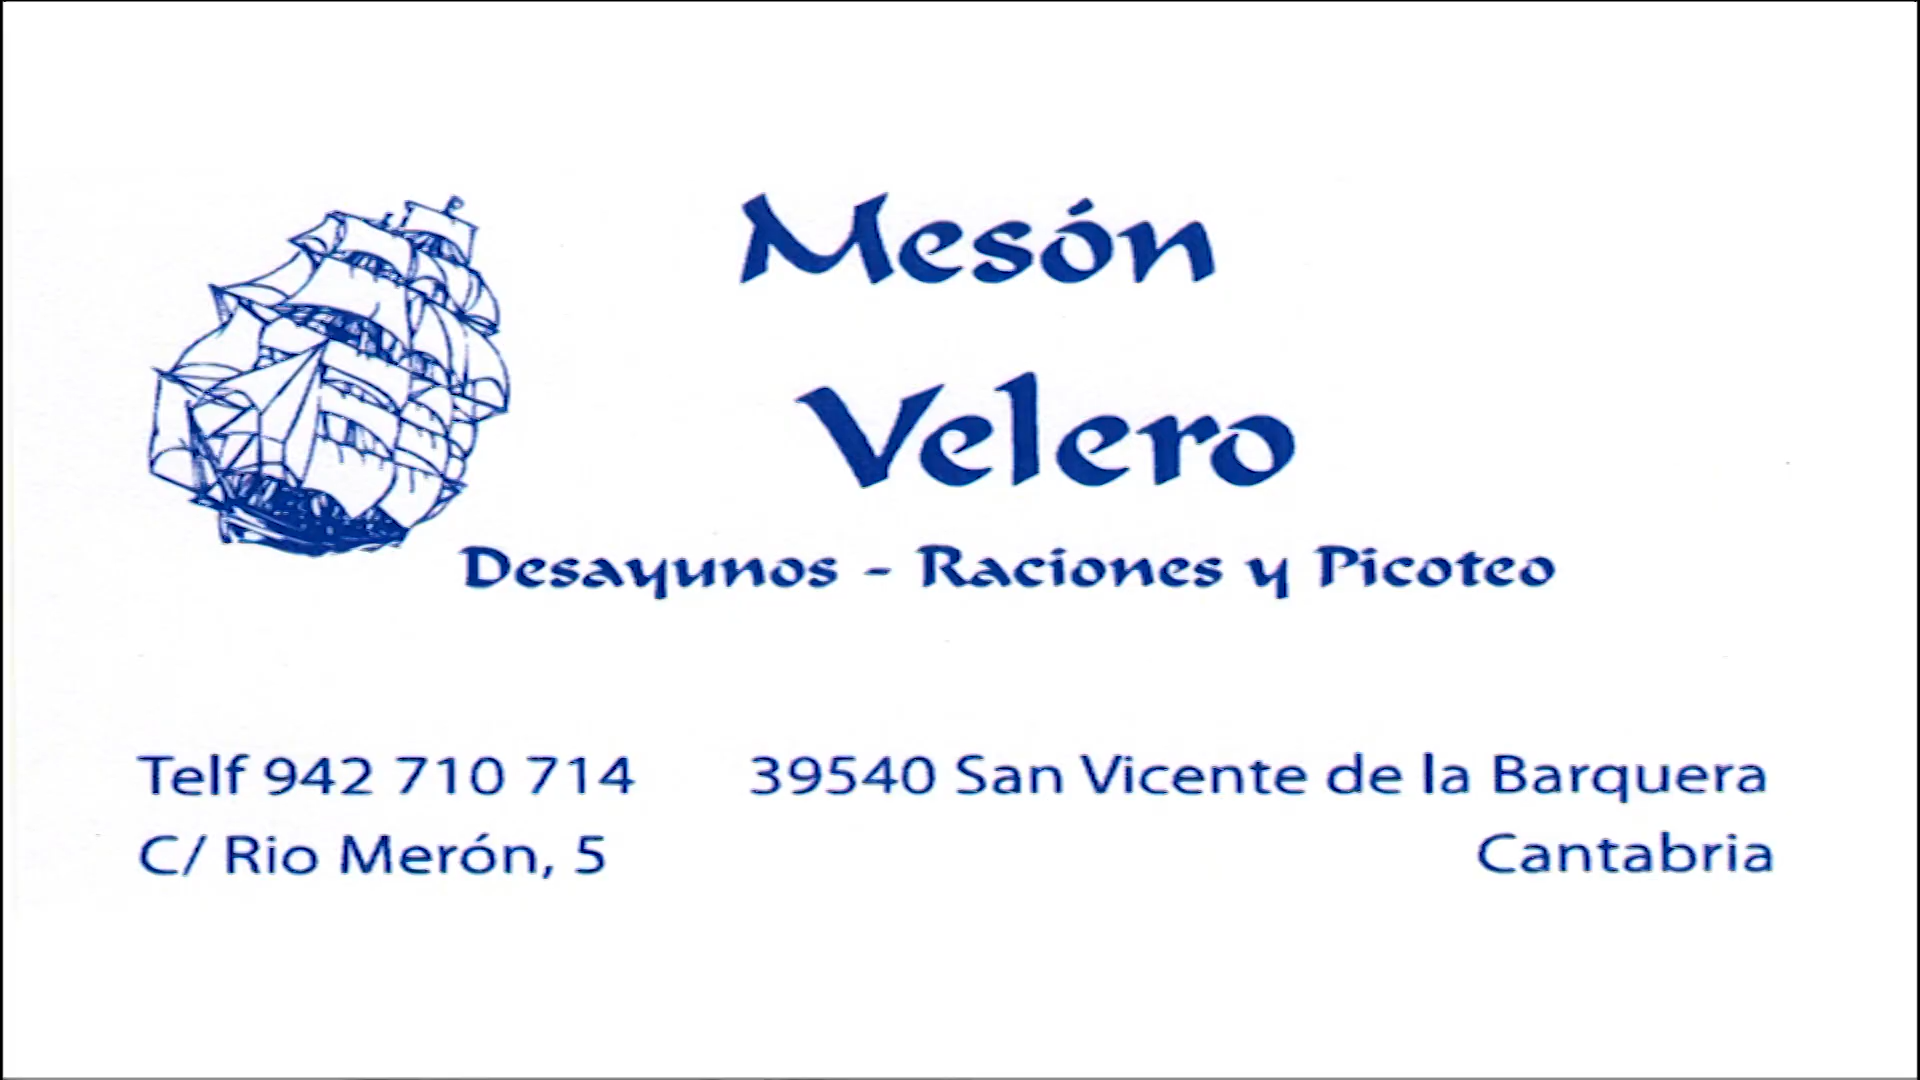 Mesón
Velero
Desayunos - Raciones y Picoteo
Telf 942 710 714
C/ Rio Merón, 5
39540 San Vicente de la Barquera
Cantabria